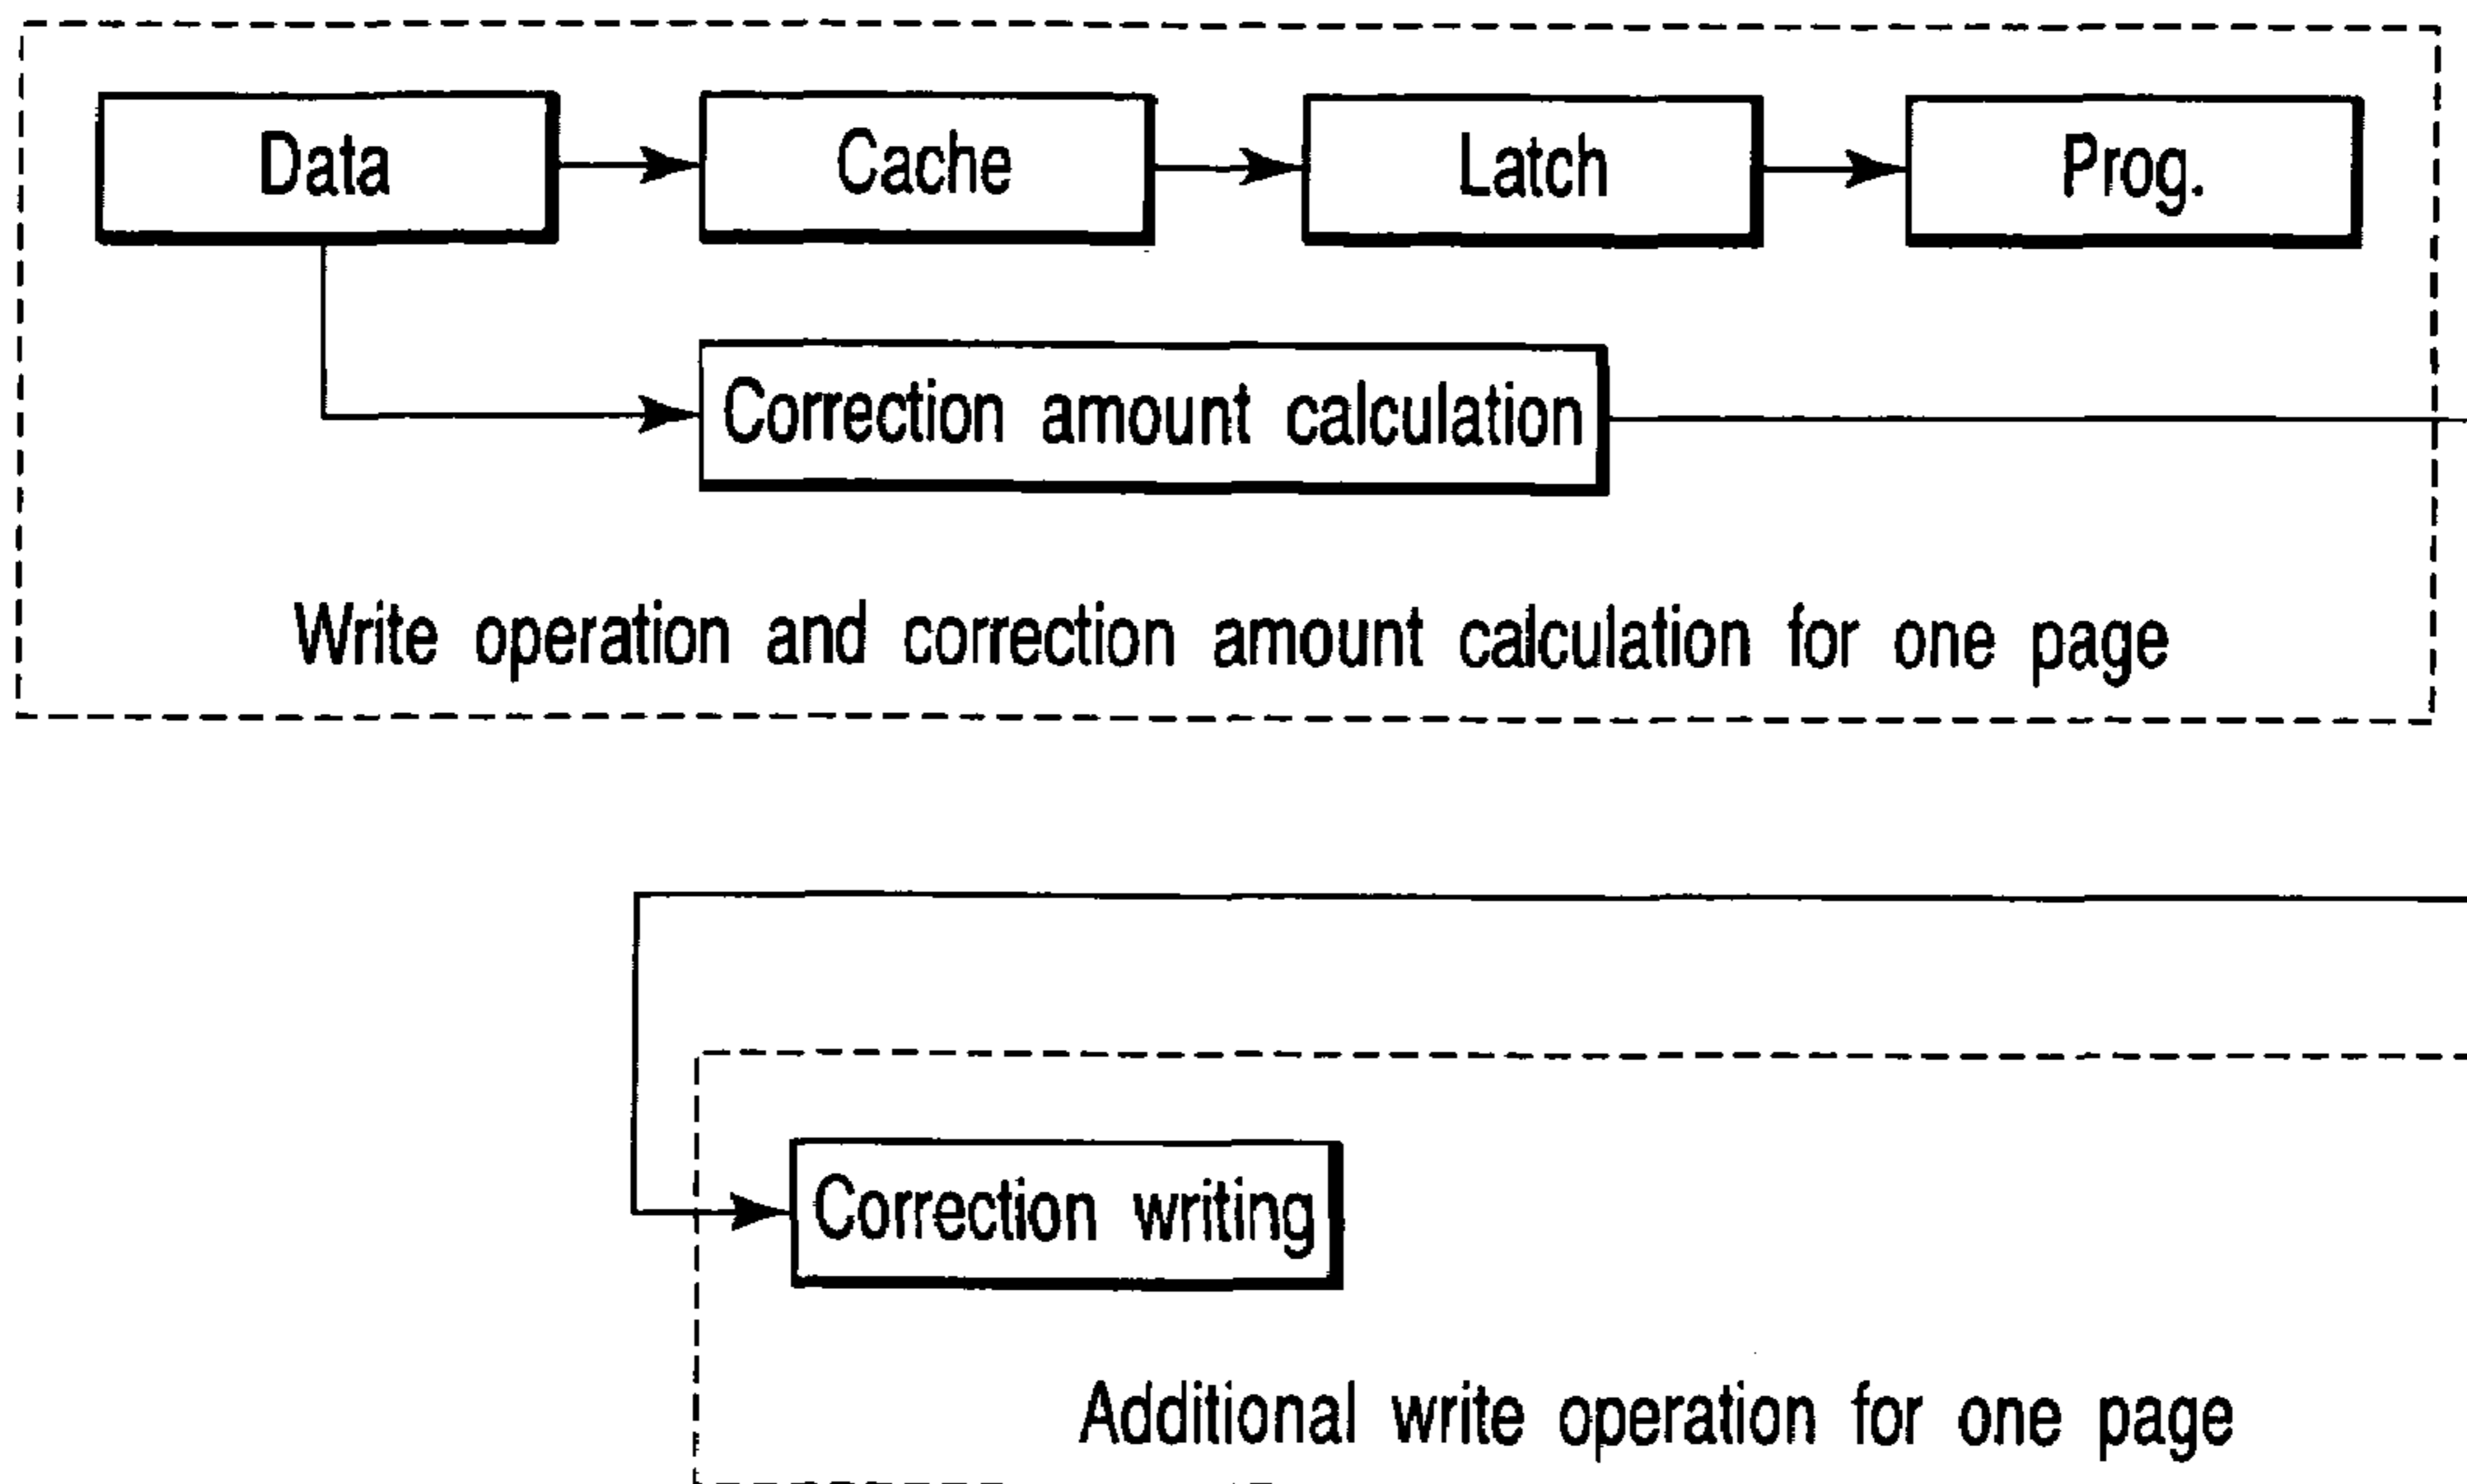 Data
Cache
Latch
Prog.
Correction amount calculation
Write operation and correction amount calculation for one page
Correction writing
Additional write operation for one page